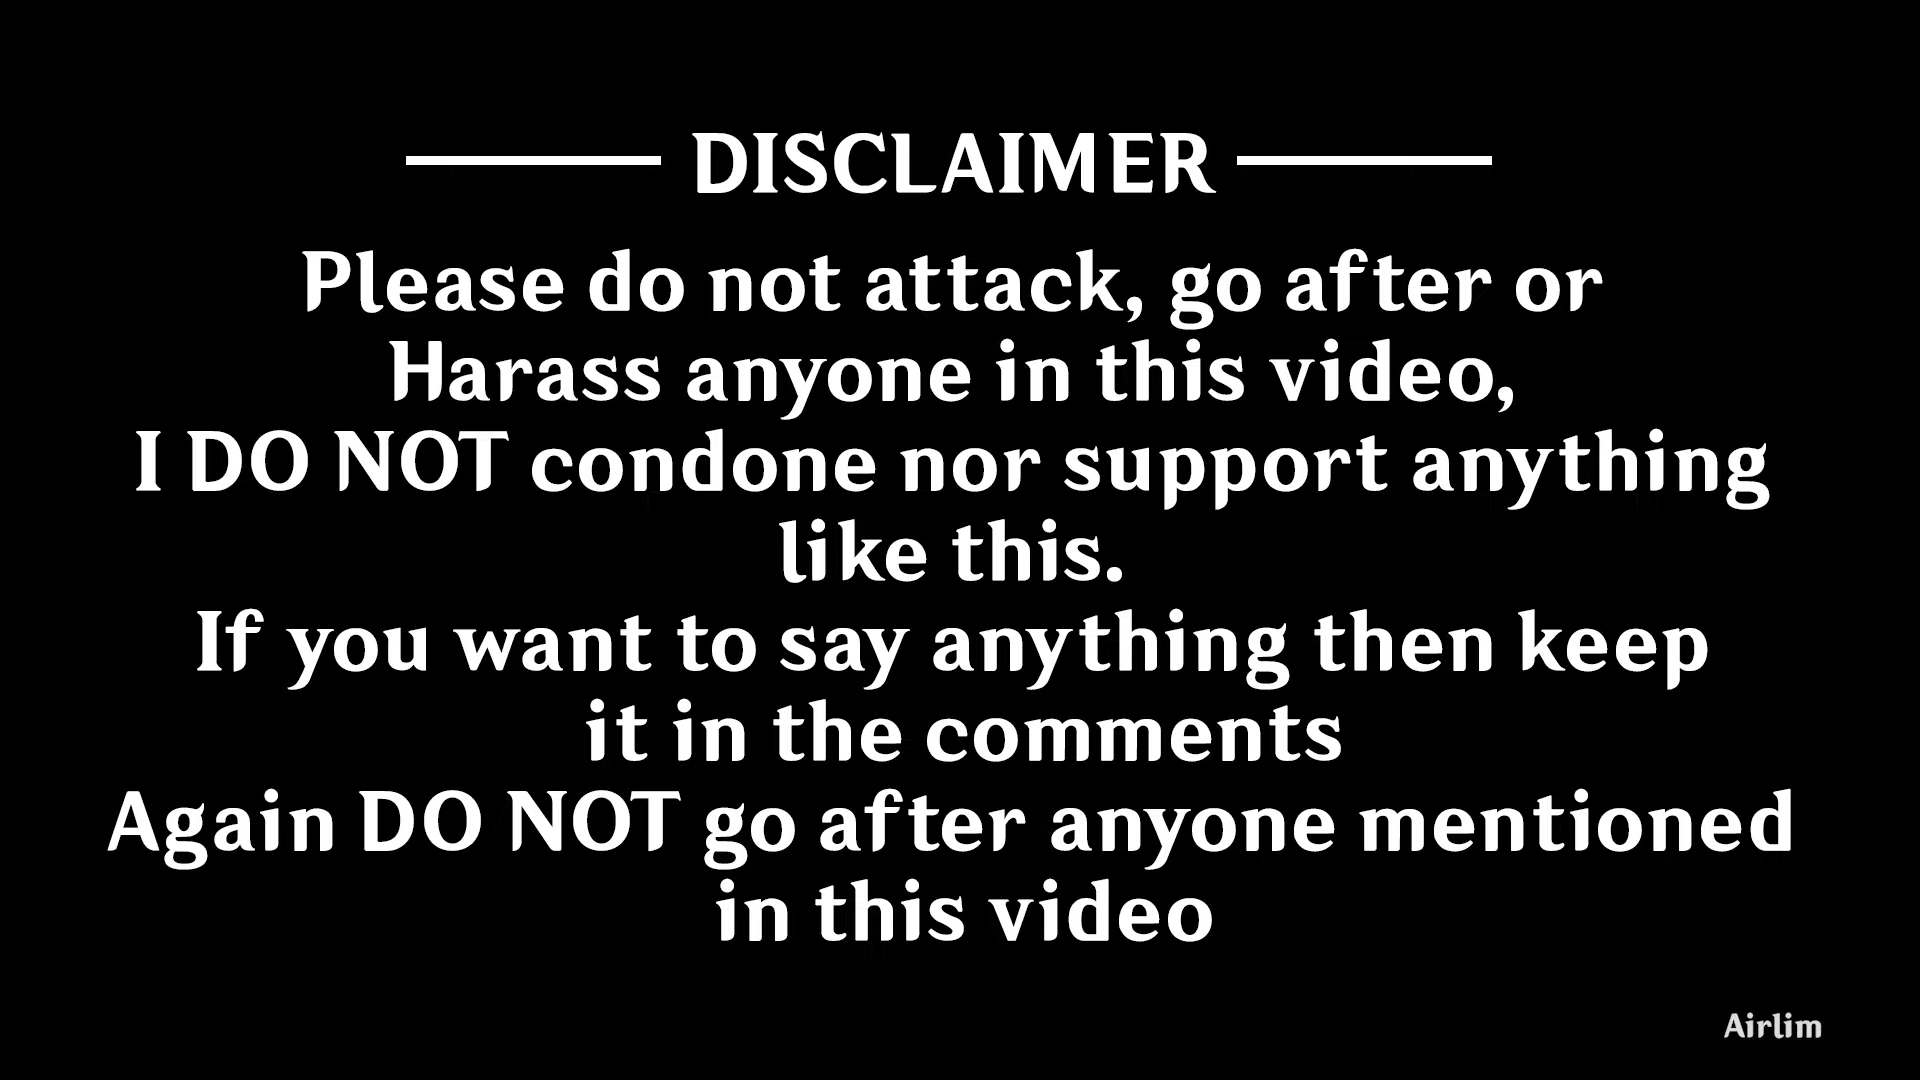 DISCLAIMER
Please do not attack, go after or
Harass anyone in this video,
I DO NOT condone nor support anything
like this.
If you want to say anything then keep
it in the comments
Again DO NOT go after anyone mentioned
in this video
Airlim